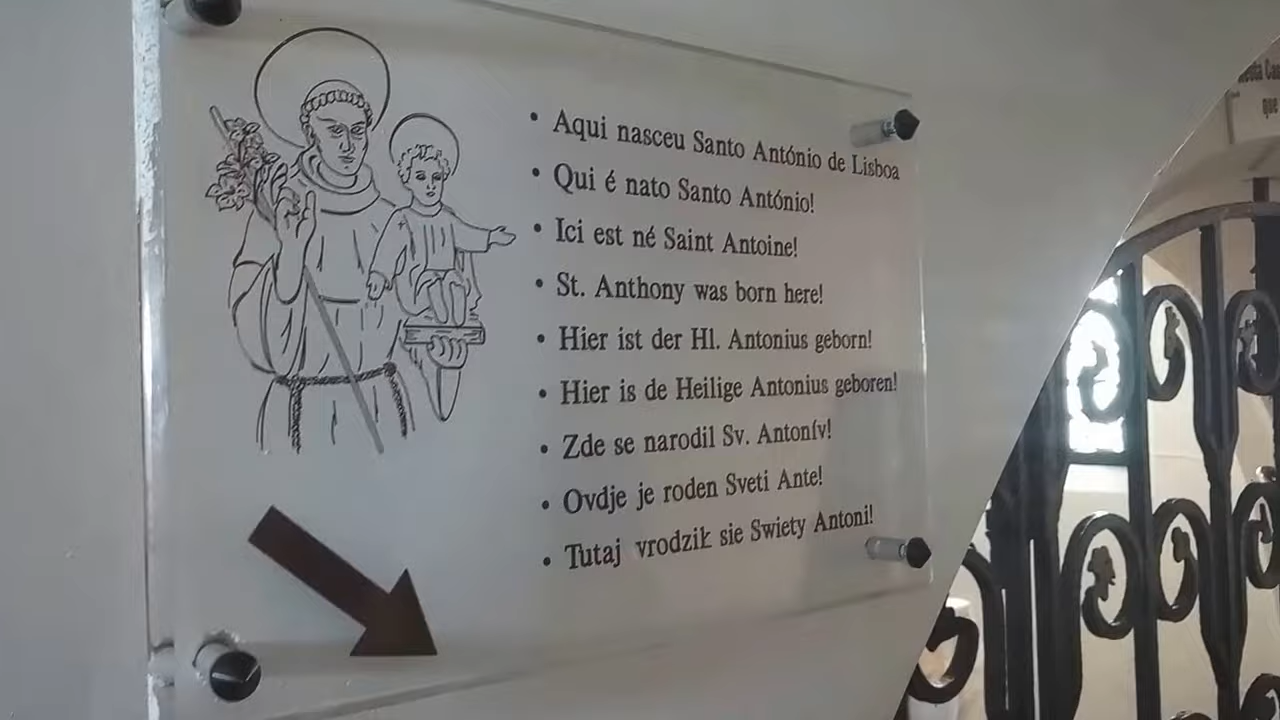 • Aqui nasceu Santo António de Lisboa
• Qui é nato Santo António!
• Ici est né Saint Antoine!
• St. Anthony was born here!
• Hier ist der Hl. Antonius geborn!
• Hier is de Heilige Antonius geboren!
• Zde se narodil Sv. Antonív!
• Ovdje je roden Sveti Ante!
• Tutaj vrodzik sie Swiety Antoni!